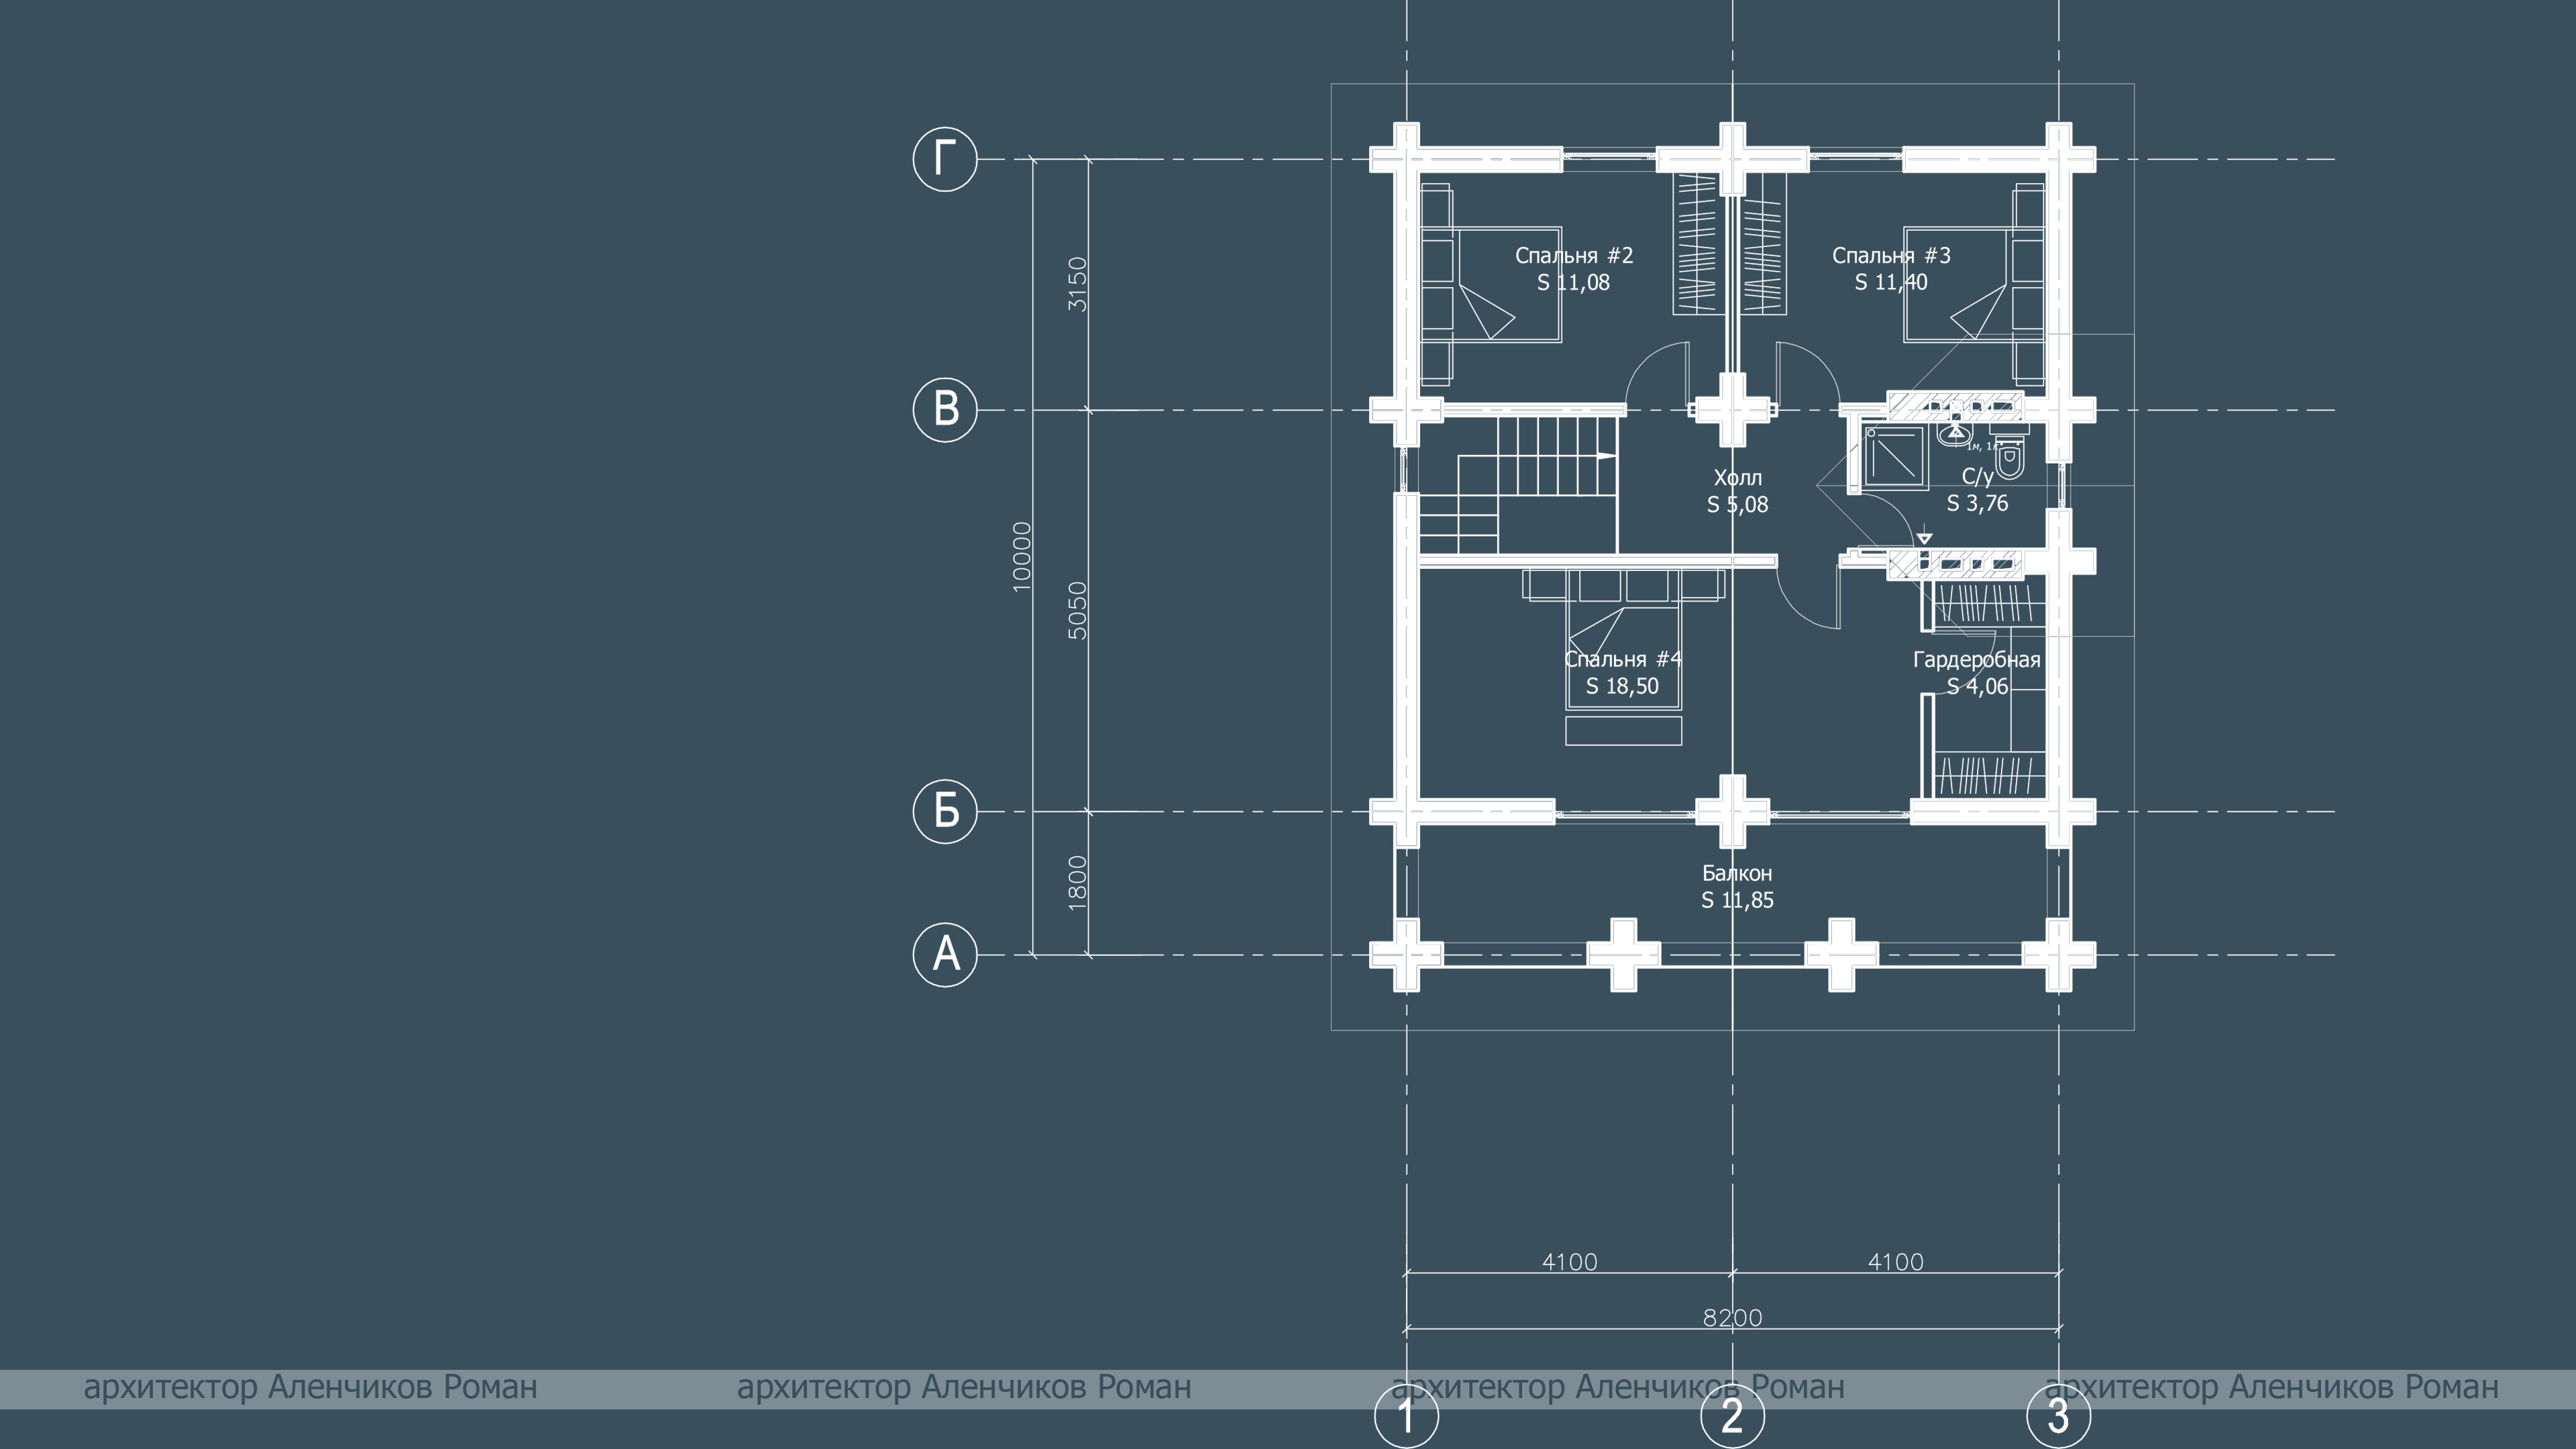 Г
Спальня #2
S 11,08
Спальня #3
S 11,40
3150
В
1м, 1к
Холл
S 5,08
С/у
S 3,76
10000
5050
Спальня #4
S 18,50
Гардеробная
S 4,06
Б
Балкон
S 11,85
1800
А
4100
4100
8200
архитектор Аленчиков Роман
архитектор Аленчиков Роман
архитектор Аленчиков Роман
архитектор Аленчиков Роман
1
2
3